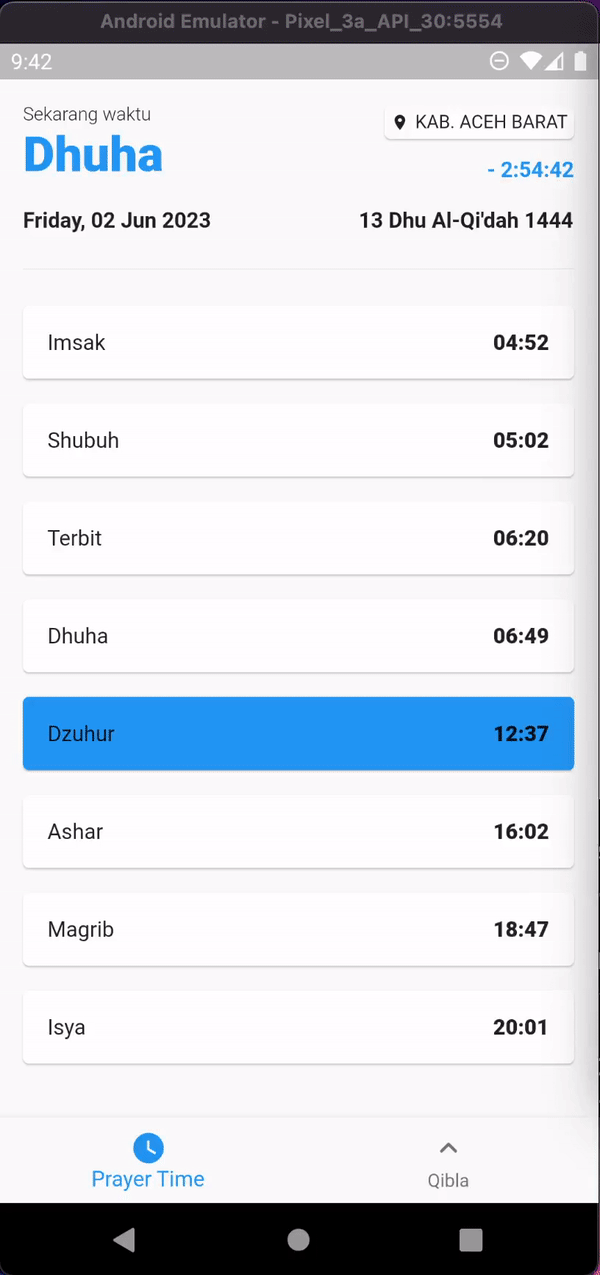 Android Emulator - Pixel_3a_API_30:5554
9:42
Sekarang waktu
Dhuha
KAB. ACEH BARAT
- 2:54:42
Friday, 02 Jun 2023
13 Dhu Al-Qi'dah 1444
Imsak 04:52
Shubuh 05:02
Terbit 06:20
Dhuha 06:49
Dzuhur 12:37
Ashar 16:02
Magrib 18:47
Isya 20:01
Prayer Time
Qibla